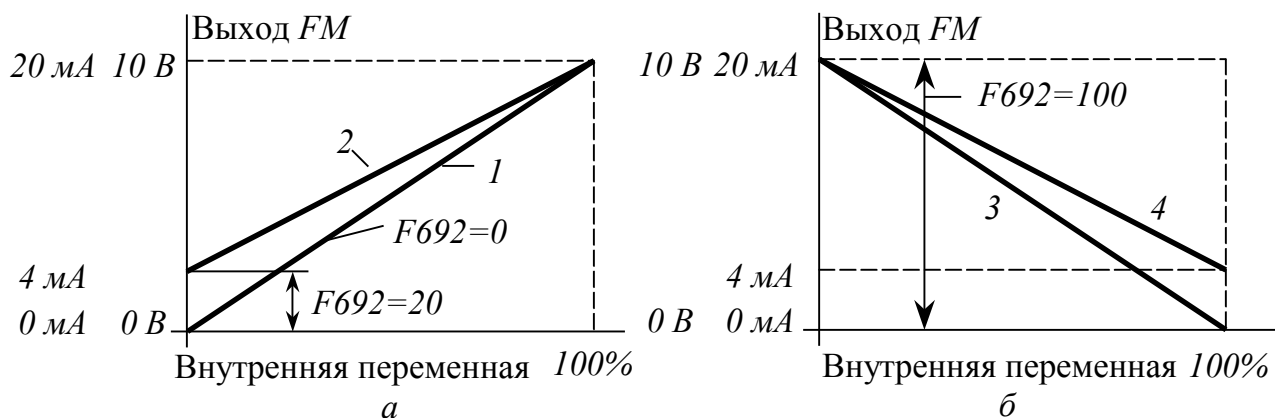 Выход FM
20 мА 10 В
2
1
F692=0
4 мА
F692=20
0 мА 0 В
Внутренняя переменная 100%
а
Выход FM
10 В 20 мА
F692=100
3
4
4 мА
0 В 0 мА
Внутренняя переменная 100%
б